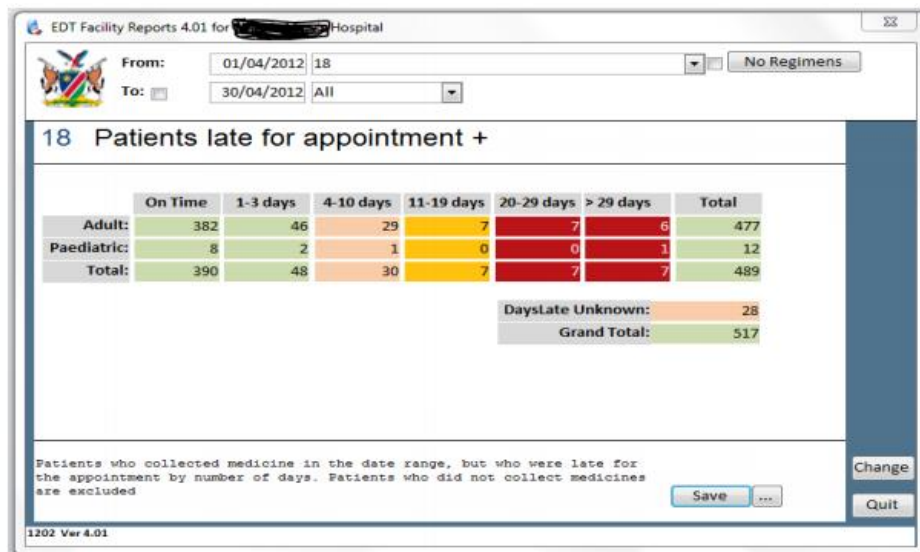 EDT Facility Reports 4.01 for Hospital
From: 01/04/2012 18 No Regimens
To: 30/04/2012 All
18 Patients late for appointment +
On Time 1-3 days 4-10 days 11-19 days 20-29 days > 29 days Total
Adult: 382 46 29 7 7 6 477
Paediatric: 8 2 1 0 0 1 12
Total: 390 48 30 7 7 7 489
DaysLate Unknown: 28
Grand Total: 517
Patients who collected medicine in the date range, but who were late for
the appointment by number of days. Patients who did not collect medicines
are excluded
Save ...
Change
Quit
1202 Ver 4.01